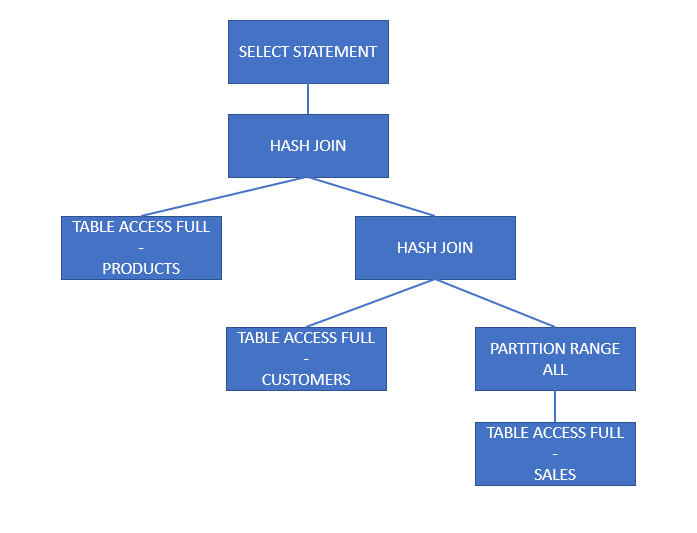 SELECT STATEMENT
HASH JOIN
TABLE ACCESS FULL
-
PRODUCTS
HASH JOIN
TABLE ACCESS FULL
-
CUSTOMERS
PARTITION RANGE
ALL
TABLE ACCESS FULL
-
SALES